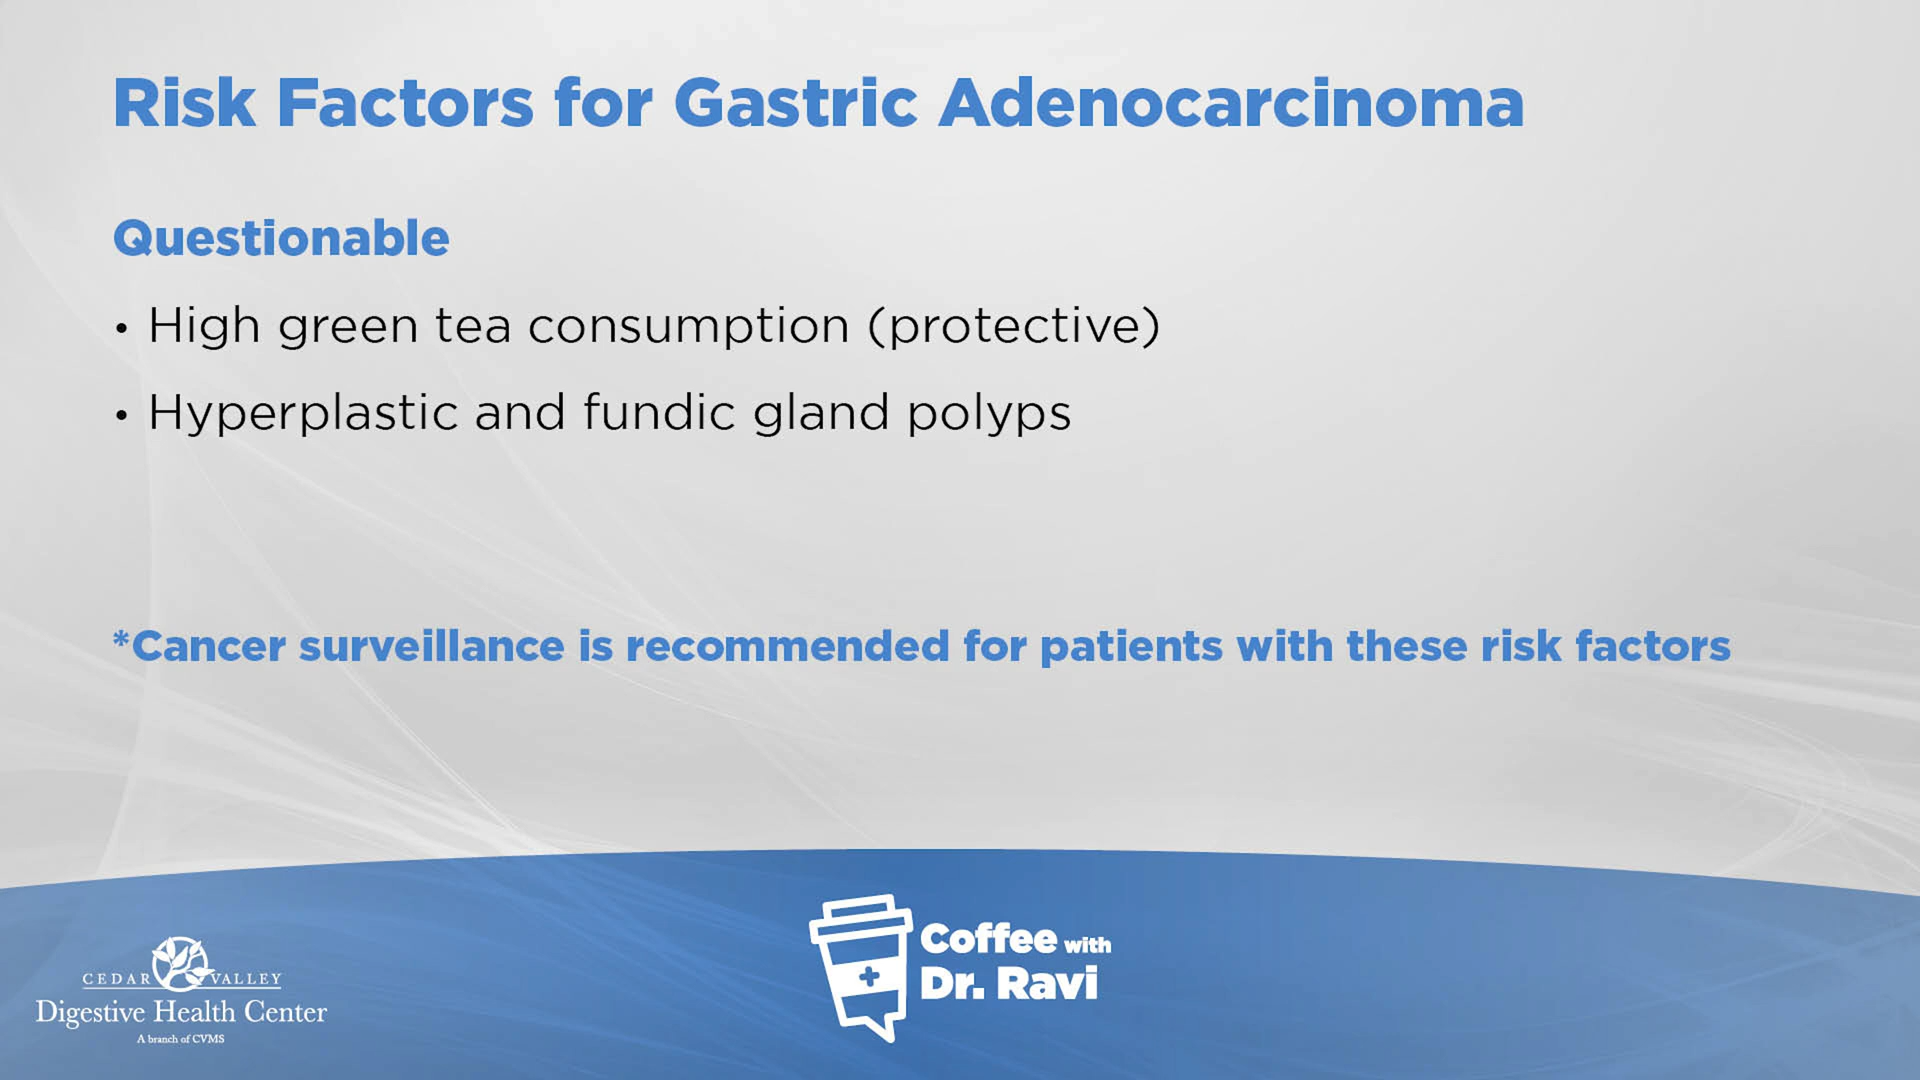 Risk Factors for Gastric Adenocarcinoma
Questionable
• High green tea consumption (protective)
• Hyperplastic and fundic gland polyps
*Cancer surveillance is recommended for patients with these risk factors
CEDAR VALLEY
Digestive Health Center
A branch of CVMS
Coffee with
Dr. Ravi